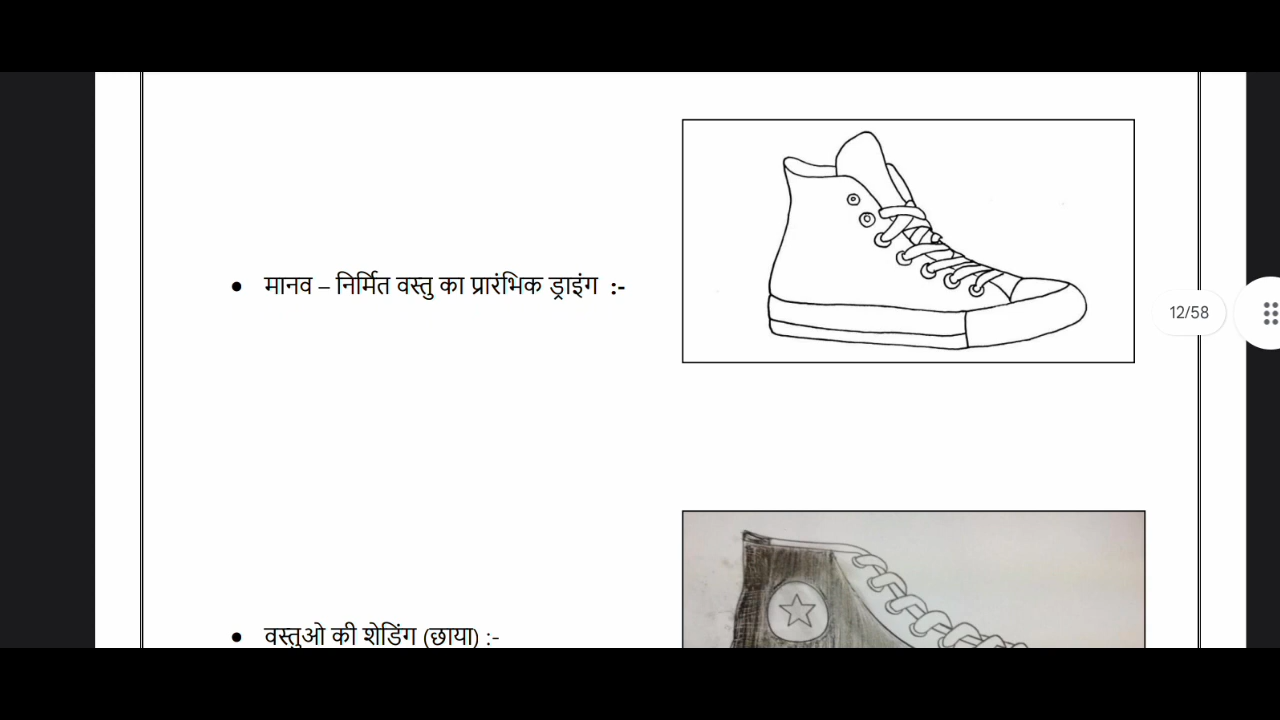 मानव – निर्मित वस्तु का प्रारंभिक ड्राइंग :-
12/58
वस्तुओ की शेडिंग (छाया) :-